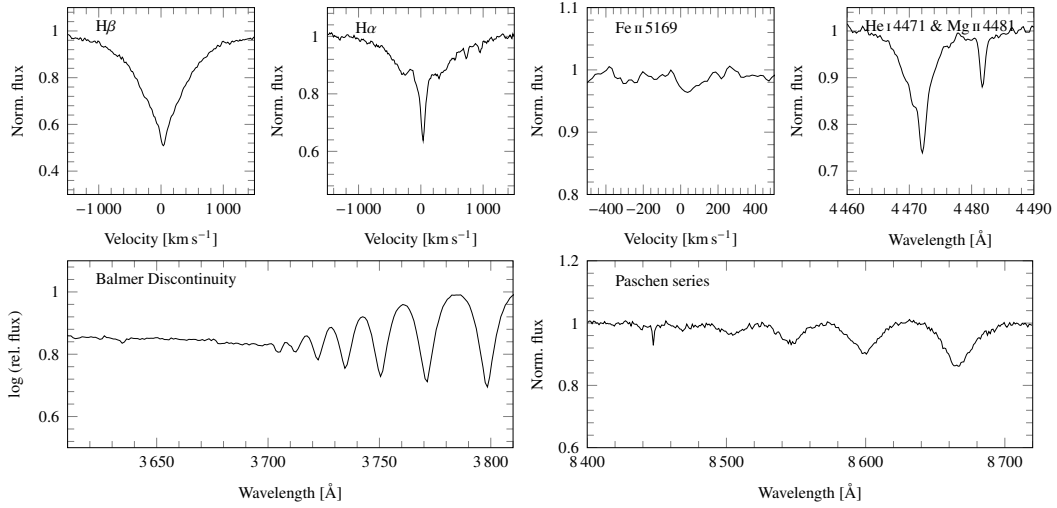 Hβ
1
0.8
0.6
0.4
Norm. flux
−1 000
0
1 000
Velocity [km s⁻¹]
Hα
1
0.8
0.6
Norm. flux
−1 000
0
1 000
Velocity [km s⁻¹]
Fe II 5169
1.1
1
0.9
0.8
Norm. flux
−400
−200
0
200
400
Velocity [km s⁻¹]
He I 4471 & Mg II 4481
1
0.9
0.8
0.7
Norm. flux
4 460
4 470
4 480
4 490
Wavelength [Å]
Balmer Discontinuity
1
0.8
0.6
log (rel. flux)
3 650
3 700
3 750
3 800
Wavelength [Å]
Paschen series
1.2
1
0.8
0.6
Norm. flux
8 400
8 500
8 600
8 700
Wavelength [Å]